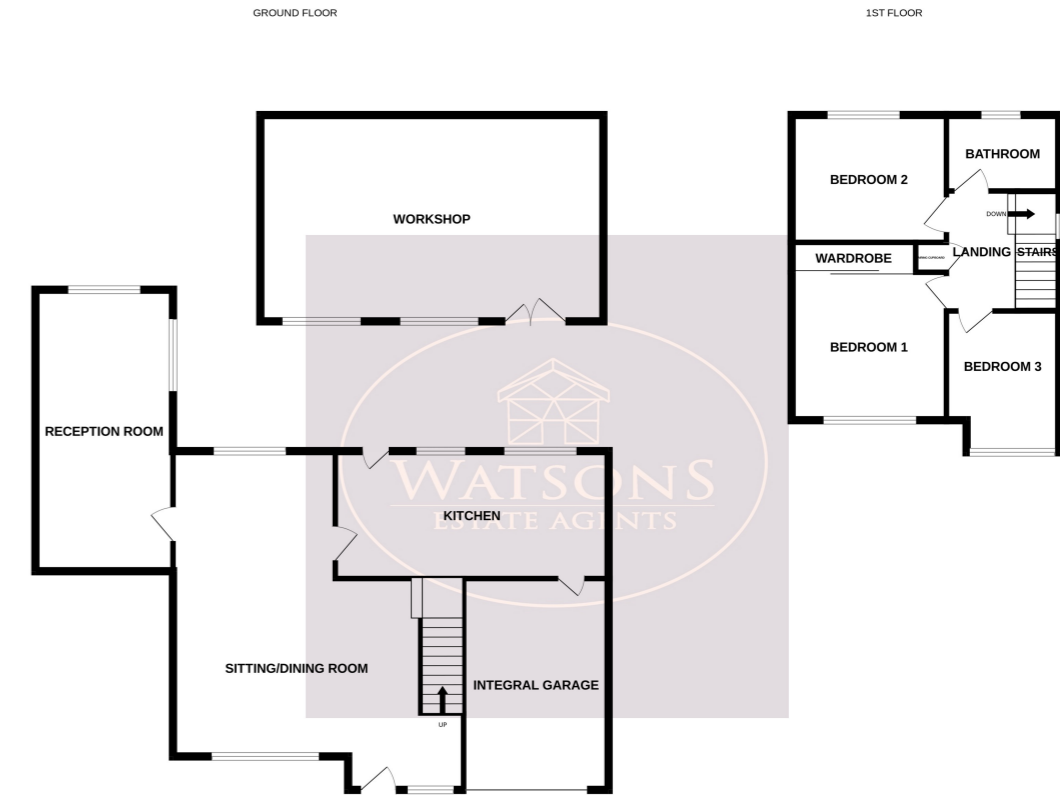 GROUND FLOOR
1ST FLOOR
BATHROOM
BEDROOM 2
DOWN
WORKSHOP
LANDING STAIRS
WARDROBE
BEDROOM 1
BEDROOM 3
RECEPTION ROOM
WATSONS
KITCHEN
ESTATE AGENTS
SITTING/DINING ROOM
INTEGRAL GARAGE
UP